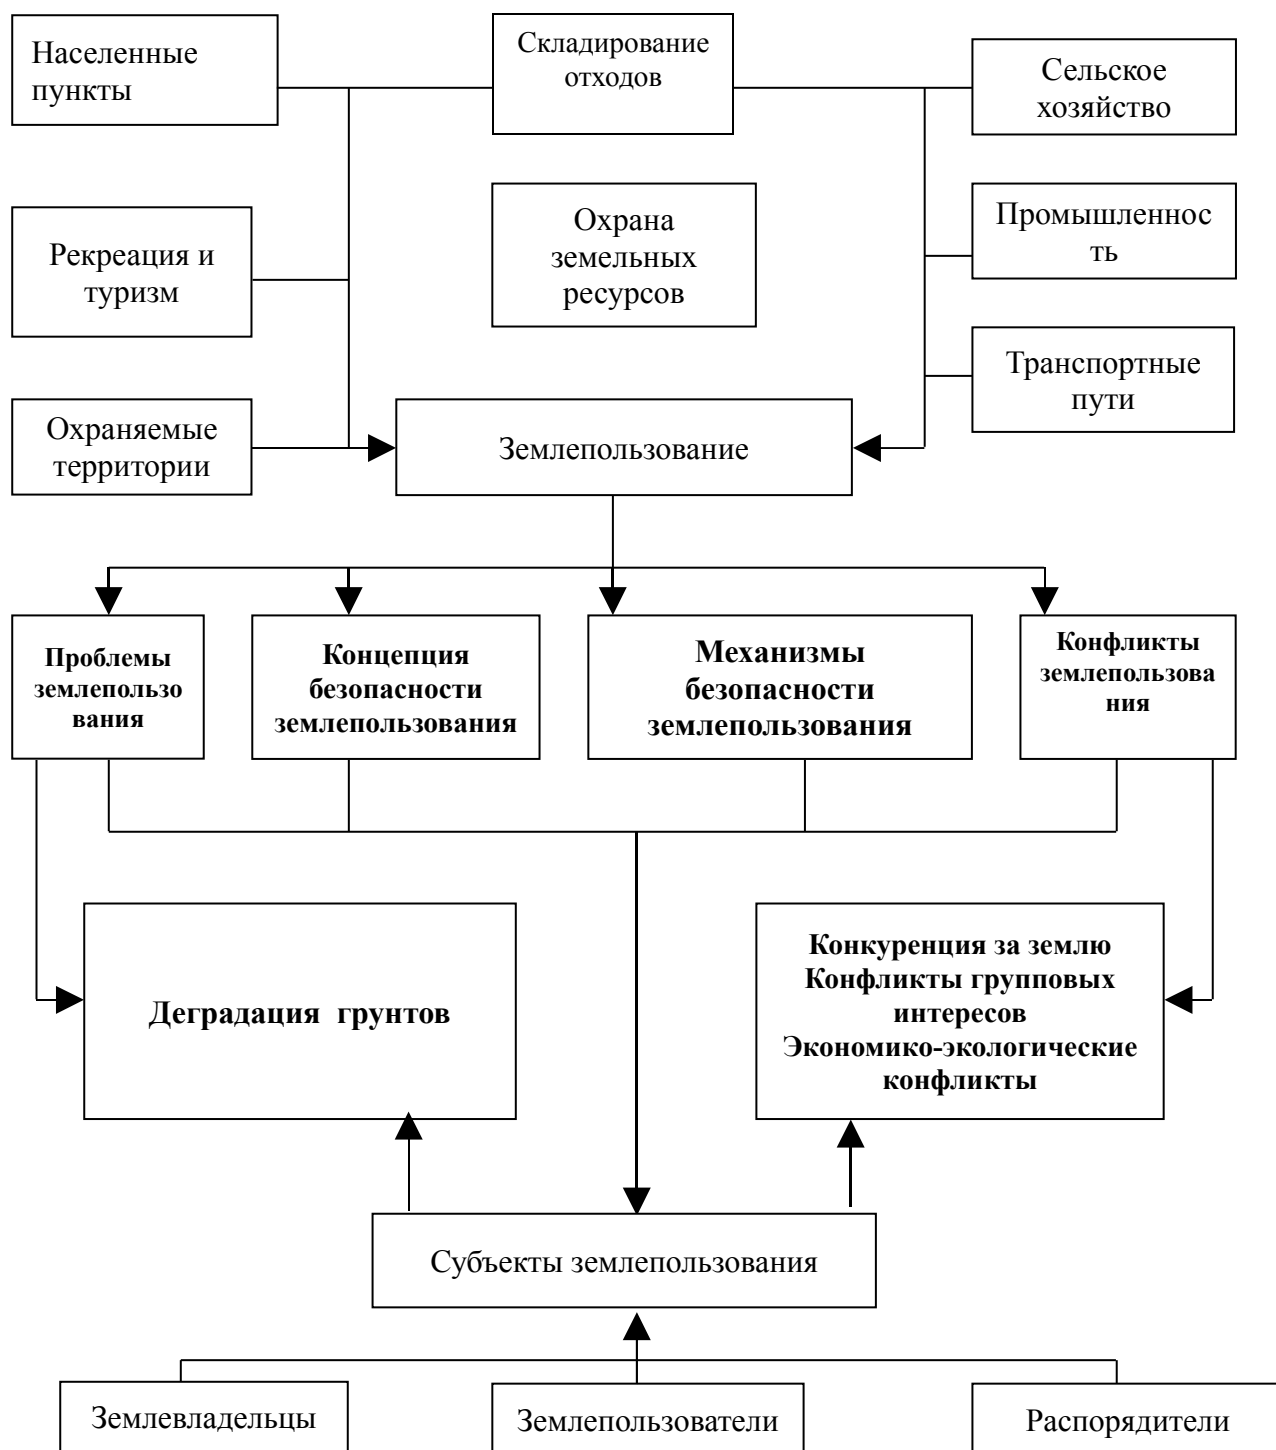 Населенные
пункты
Складирование
отходов
Сельское
хозяйство
Рекреация и
туризм
Охрана
земельных
ресурсов
Промышленнос
ть
Транспортные
пути
Охраняемые
территории
Землепользование
Проблемы
землепользо
вания
Концепция
безопасности
землепользования
Механизмы
безопасности
землепользования
Конфликты
землепользова
ния
Деградация грунтов
Конкуренция за землю
Конфликты групповых
интересов
Экономико-экологические
конфликты
Субъекты землепользования
Землевладельцы
Землепользователи
Распорядители